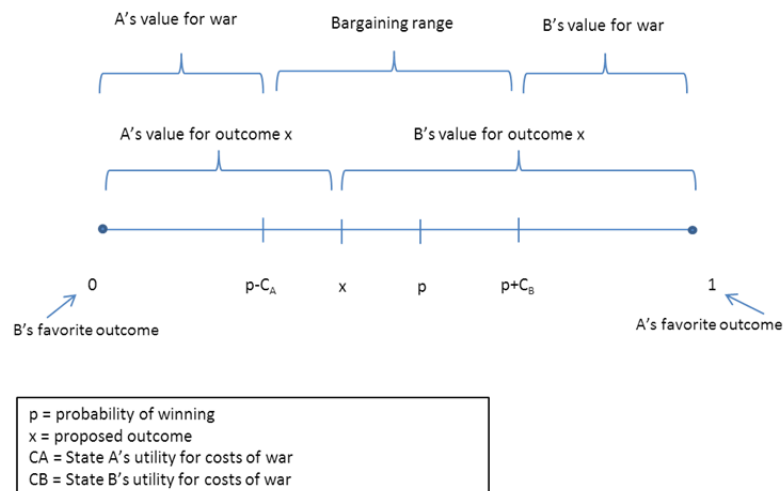 A's value for war Bargaining range B's value for war
A's value for outcome x B's value for outcome x
0 p-CA x p p+CB 1
B's favorite outcome A's favorite outcome
p = probability of winning
x = proposed outcome
CA = State A's utility for costs of war
CB = State B's utility for costs of war